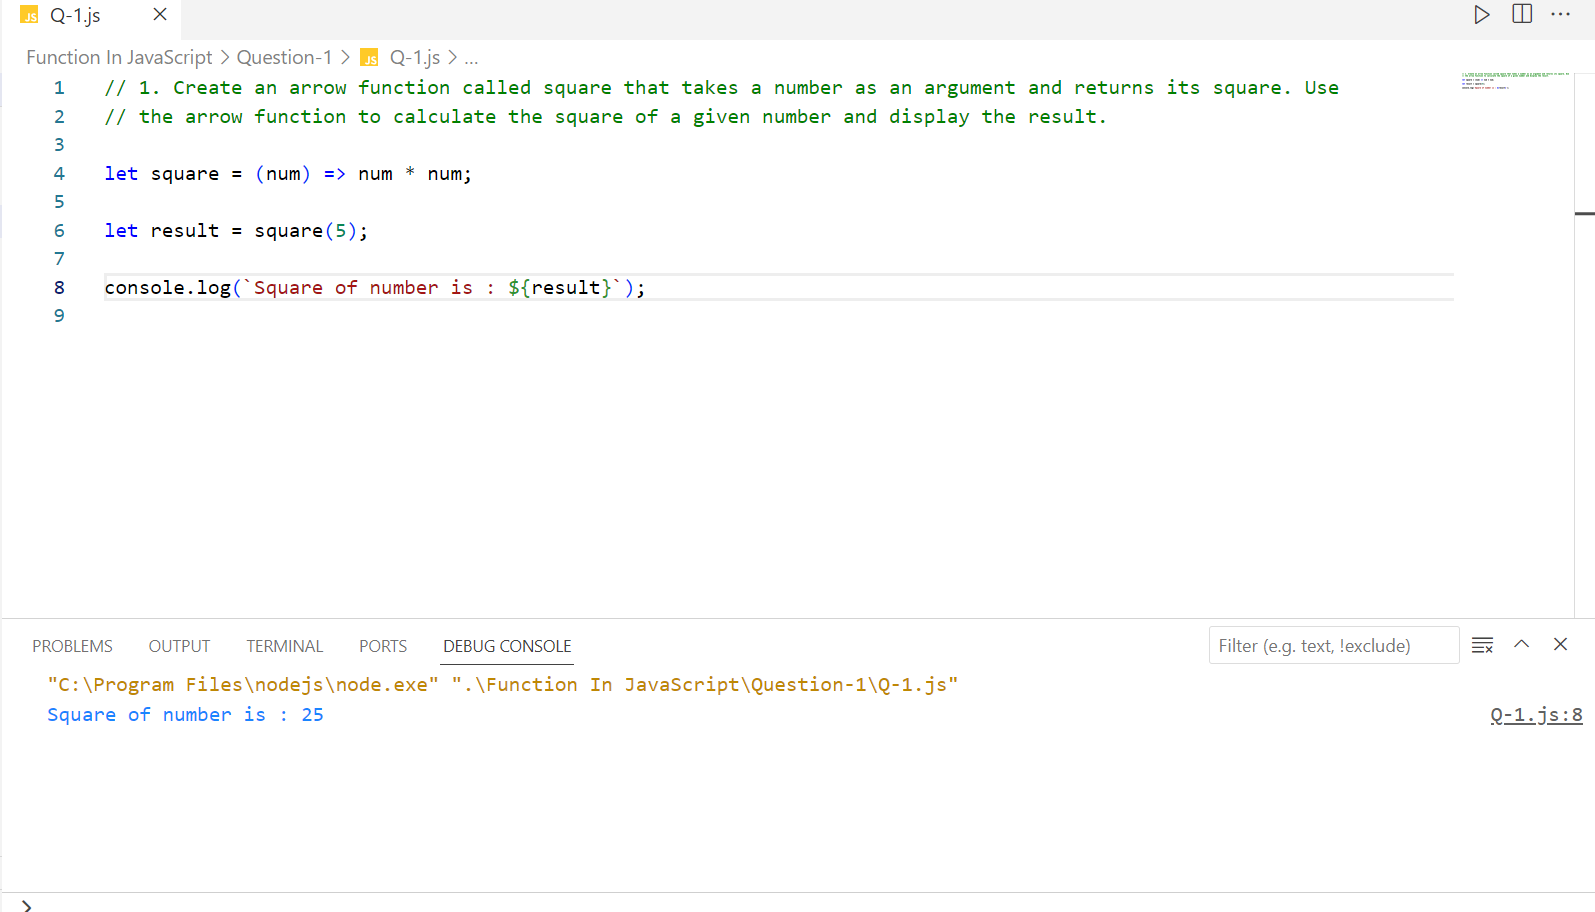 JS Q-1.js
Function In JavaScript > Question-1 > JS Q-1.js > ...
1 // 1. Create an arrow function called square that takes a number as an argument and returns its square. Use
2 // the arrow function to calculate the square of a given number and display the result.
3
4 let square = (num) => num * num;
5
6 let result = square(5);
7
8 console.log(`Square of number is : ${result}`);
9
PROBLEMS OUTPUT TERMINAL PORTS DEBUG CONSOLE Filter (e.g. text, !exclude)
"C:\Program Files\nodejs\node.exe" ".\Function In JavaScript\Question-1\Q-1.js"
Square of number is : 25 Q-1.js:8
>